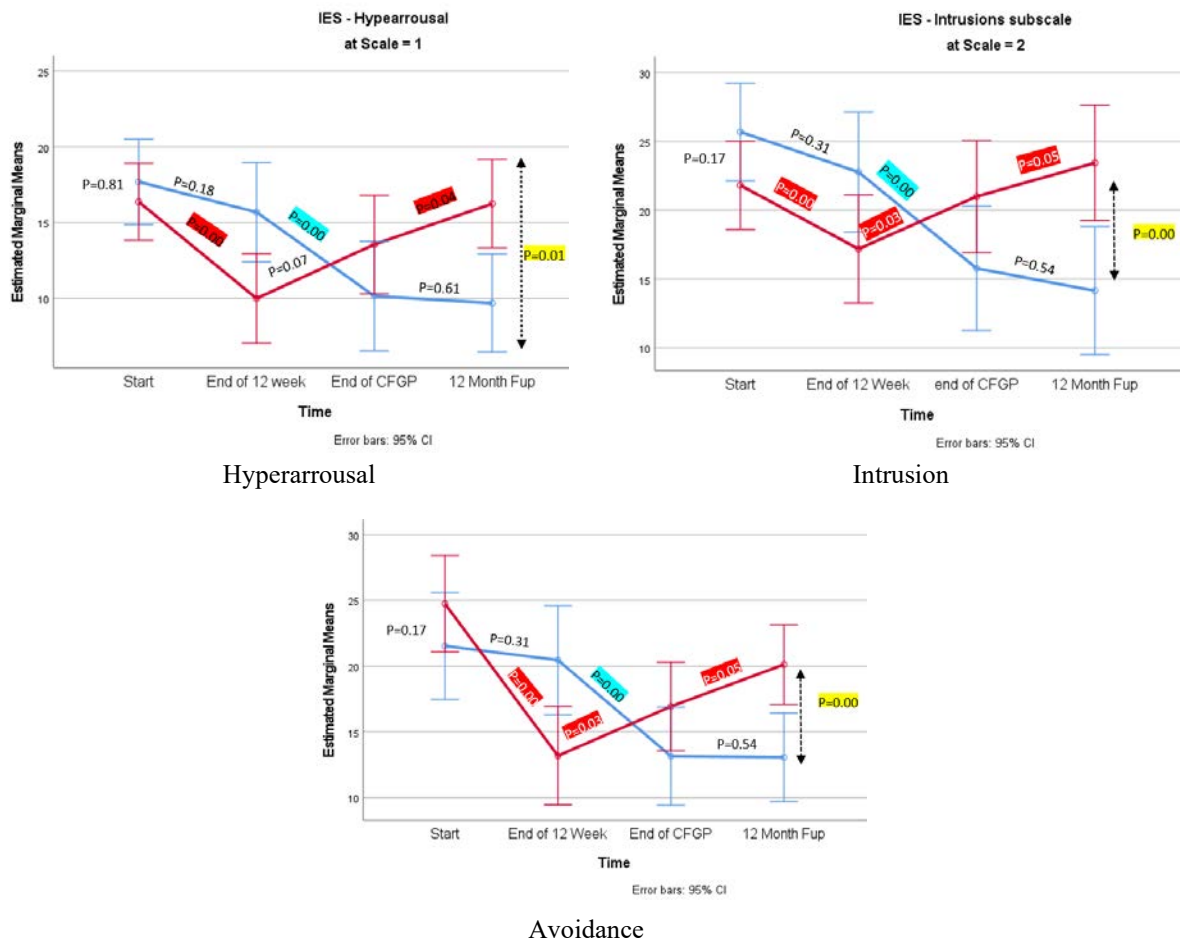 IES - Hypearrousal
at Scale = 1
Estimated Marginal Means
25
20
15
10
P=0.81
P=0.18
P=0.00
P=0.00
P=0.07
P=0.04
P=0.61
P=0.01
Start
End of 12 week
End of CFGP
12 Month Fup
Time
Error bars: 95% CI
Hyperarrousal
IES - Intrusions subscale
at Scale = 2
Estimated Marginal Means
30
25
20
15
10
P=0.17
P=0.31
P=0.00
P=0.00
P=0.03
P=0.05
P=0.54
P=0.00
Start
End of 12 Week
end of CFGP
12 Month Fup
Time
Error bars: 95% CI
Intrusion
Estimated Marginal Means
30
25
20
15
10
P=0.17
P=0.31
P=0.00
P=0.00
P=0.03
P=0.05
P=0.54
P=0.00
Start
End of 12 Week
End of CFGP
12 Month Fup
Time
Error bars: 95% CI
Avoidance